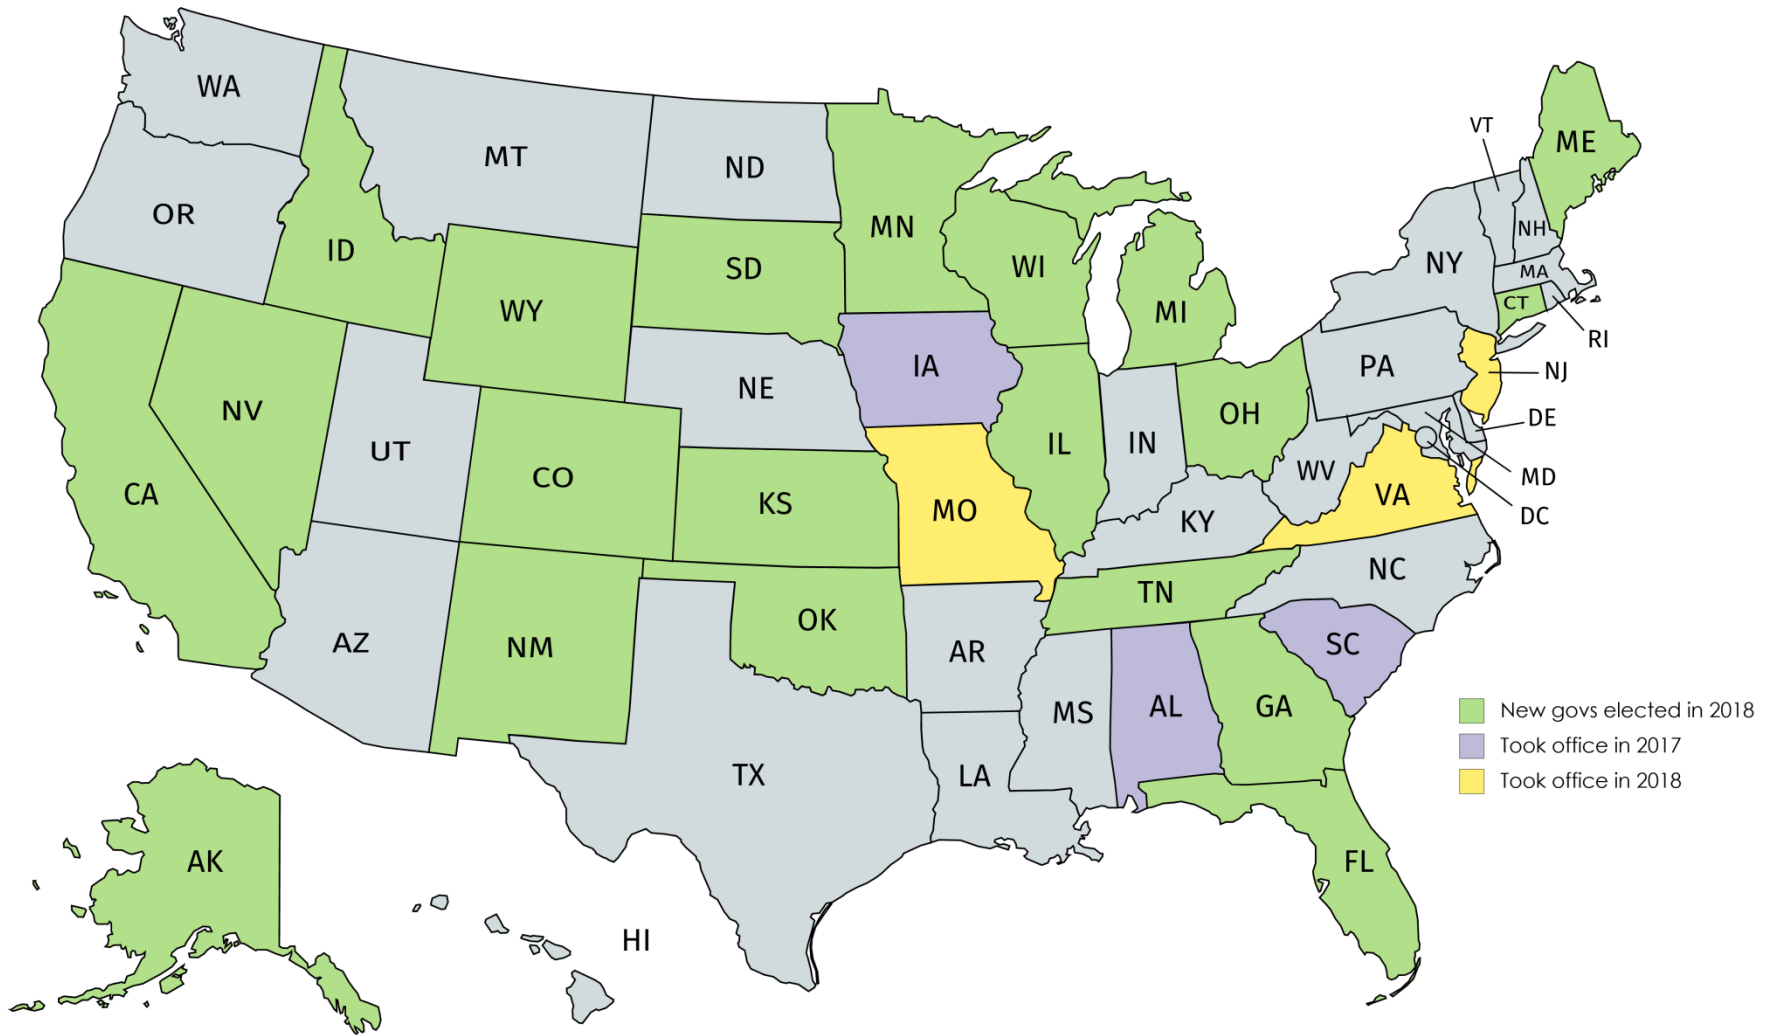 WA
MT
ND
MN
VT
ME
OR
ID
SD
WI
MI
NY
NH
MA
CT
RI
WY
IA
PA
NJ
NV
UT
NE
IL
IN
OH
DE
CA
CO
KS
MO
KY
WV
VA
MD
DC
AZ
NM
OK
AR
TN
NC
SC
TX
LA
MS
AL
GA
FL
AK
HI
New govs elected in 2018
Took office in 2017
Took office in 2018